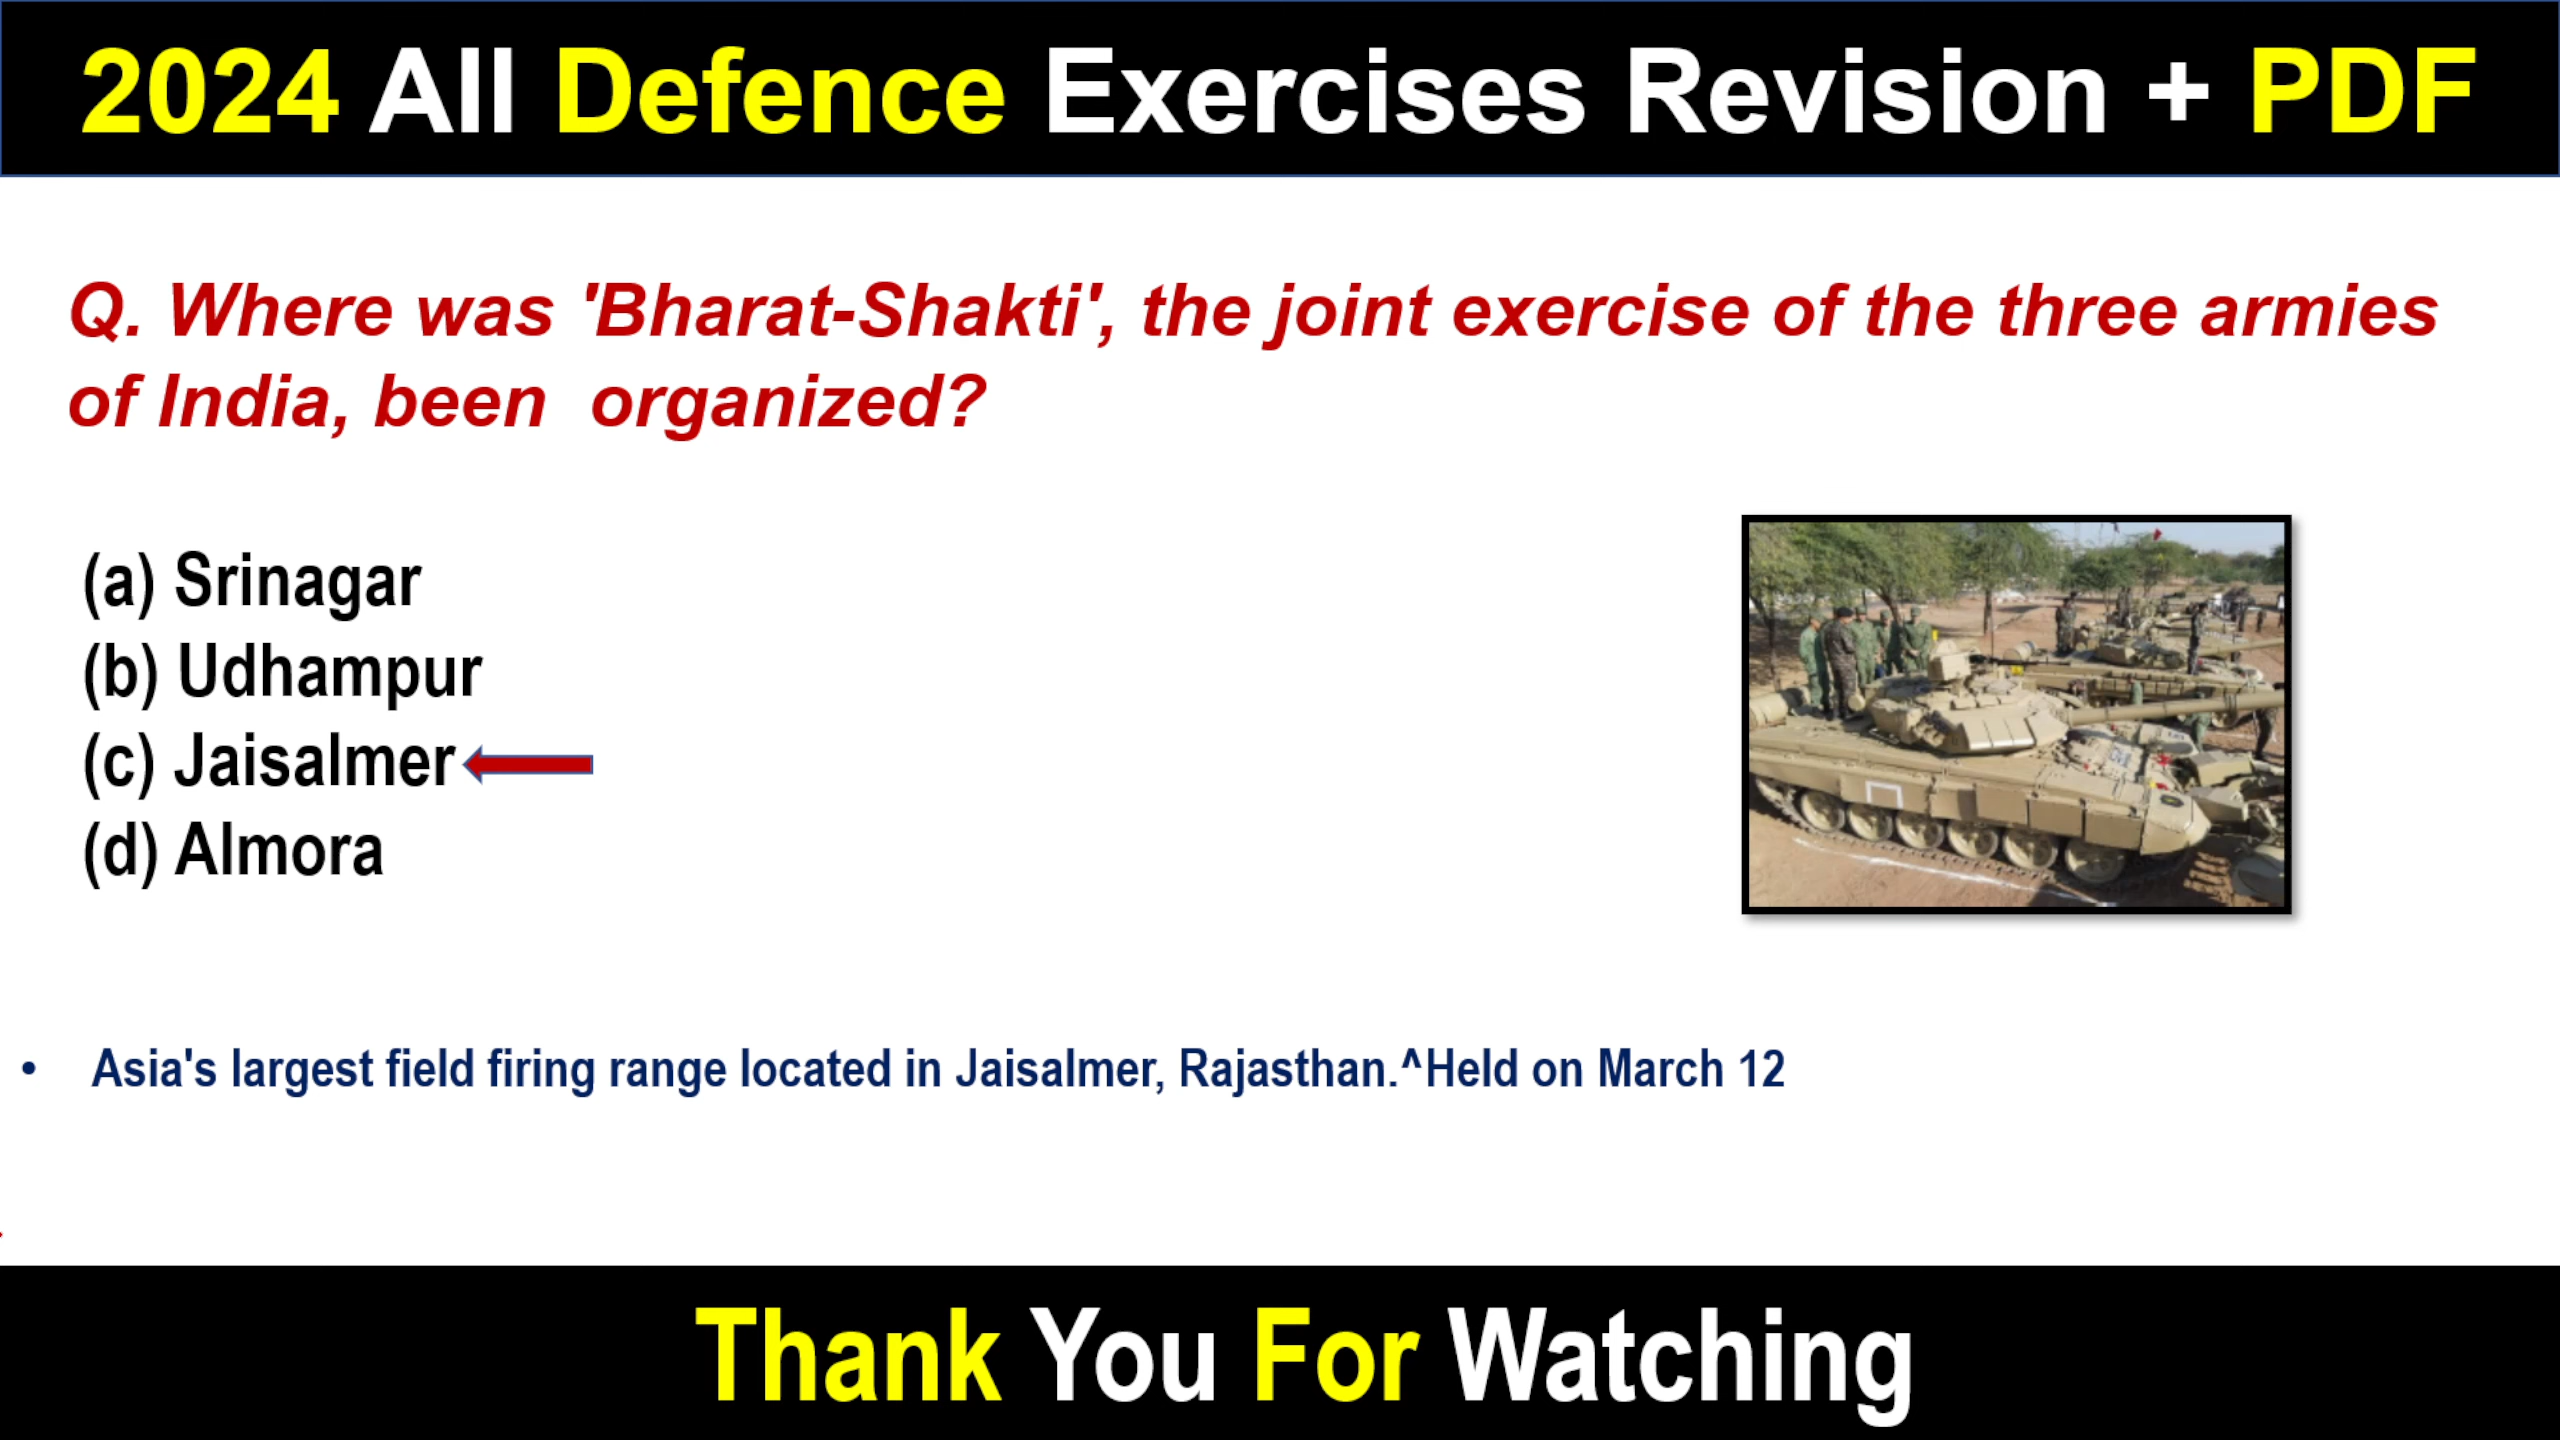 2024 All Defence Exercises Revision + PDF
Q. Where was 'Bharat-Shakti', the joint exercise of the three armies
of India, been  organized?
(a) Srinagar
(b) Udhampur
(c) Jaisalmer
(d) Almora
• Asia's largest field firing range located in Jaisalmer, Rajasthan.^Held on March 12
Thank You For Watching